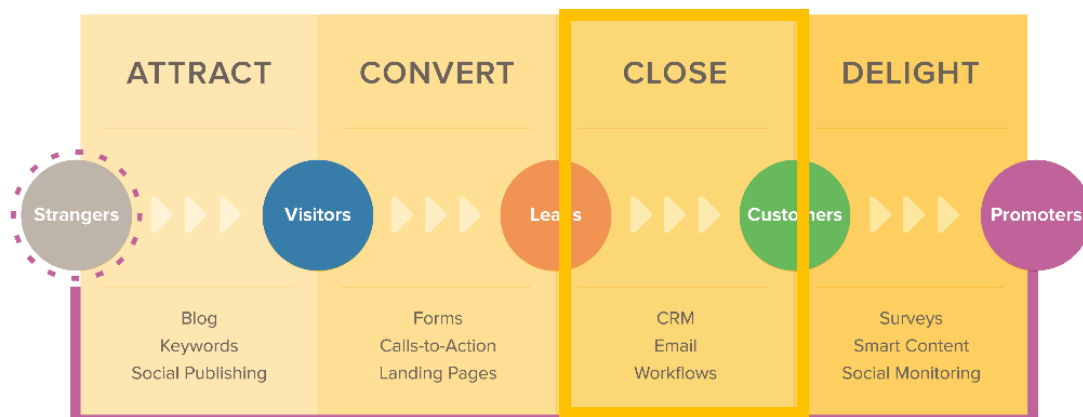 ATTRACT
CONVERT
CLOSE
DELIGHT
Strangers
Visitors
Leads
Customers
Promoters
Blog
Keywords
Social Publishing
Forms
Calls-to-Action
Landing Pages
CRM
Email
Workflows
Surveys
Smart Content
Social Monitoring